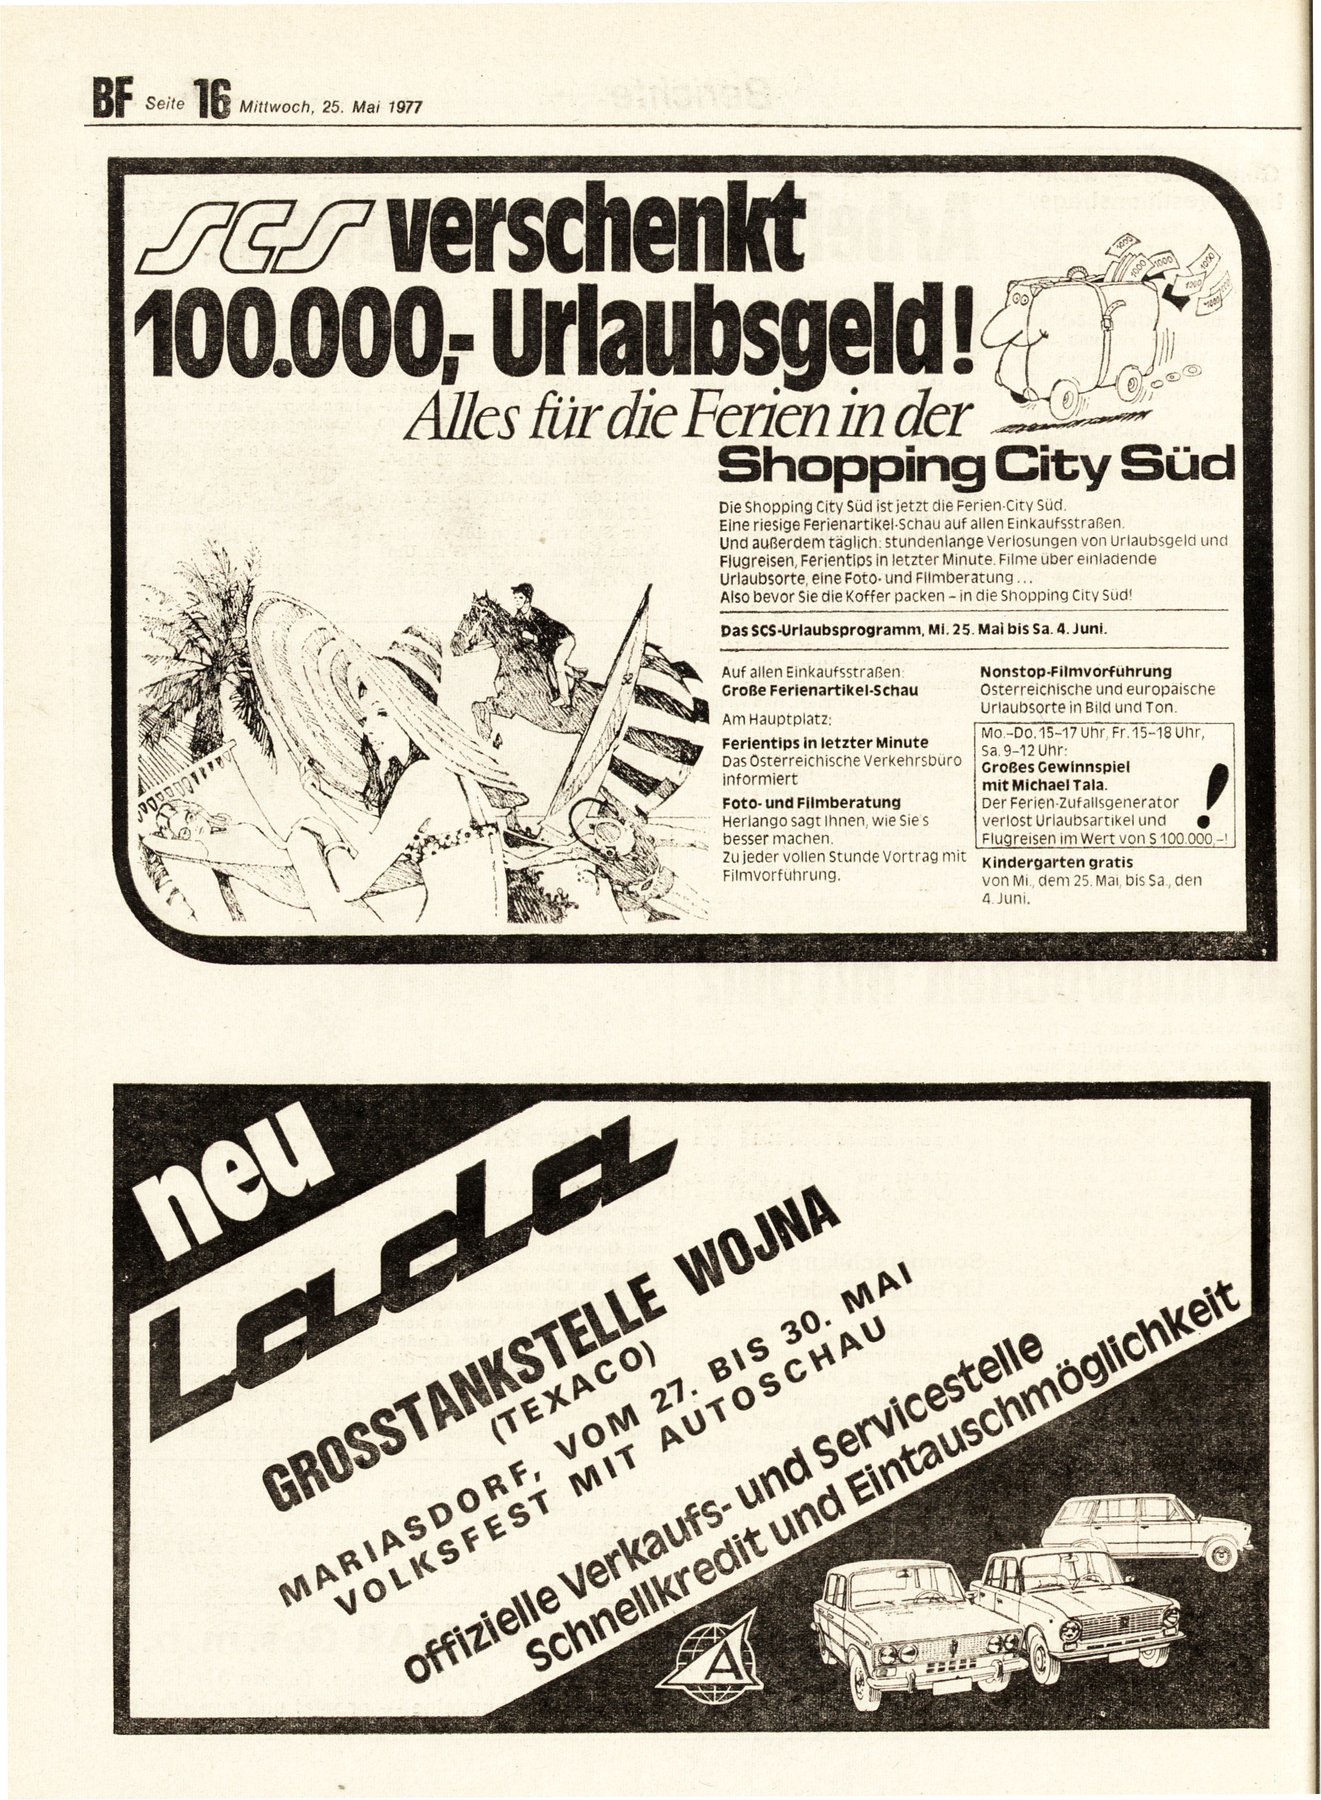 BF Seite 16 Mittwoch, 25. Mai 1977
SCS verschenkt
100.000,- Urlaubsgeld!
Alles für die Ferien in der
Shopping City Süd
Die Shopping City Süd ist jetzt die Ferien-City Süd.
Eine riesige Ferienartikel-Schau auf allen Einkaufsstraßen.
Und außerdem täglich: stundenlange Verlosungen von Urlaubsgeld und
Flugreisen, Ferientips in letzter Minute. Filme über einladende
Urlaubsorte, eine Foto- und Filmberatung ...
Also bevor Sie die Koffer packen – in die Shopping City Süd!
Das SCS-Urlaubsprogramm, Mi. 25. Mai bis Sa. 4. Juni.
Auf allen Einkaufsstraßen:
Große Ferienartikel-Schau
Am Hauptplatz:
Ferientips in letzter Minute
Das Österreichische Verkehrsbüro
informiert
Foto- und Filmberatung
Herlango sagt Ihnen, wie Sie's
besser machen.
Zu jeder vollen Stunde Vortrag mit
Filmvorführung.
Nonstop-Filmvorführung
Österreichische und europäische
Urlaubsorte in Bild und Ton.
Mo.–Do. 15–17 Uhr, Fr. 15–18 Uhr,
Sa. 9–12 Uhr:
Großes Gewinnspiel
mit Michael Tala.
Der Ferien-Zufallsgenerator
verlost Urlaubsartikel und
Flugreisen im Wert von S 100.000,–!
!
Kindergarten gratis
von Mi., dem 25. Mai, bis Sa., den
4. Juni.
1000
1000
1000
1000
1000
1000
neu
Lada
GROSSTANKSTELLE WOJNA
(TEXACO)
MARIASDORF, VOM 27. BIS 30. MAI
VOLKSFEST MIT AUTOSCHAU
offizielle Verkaufs- und Servicestelle
Schnellkredit und Eintauschmöglichkeit
A